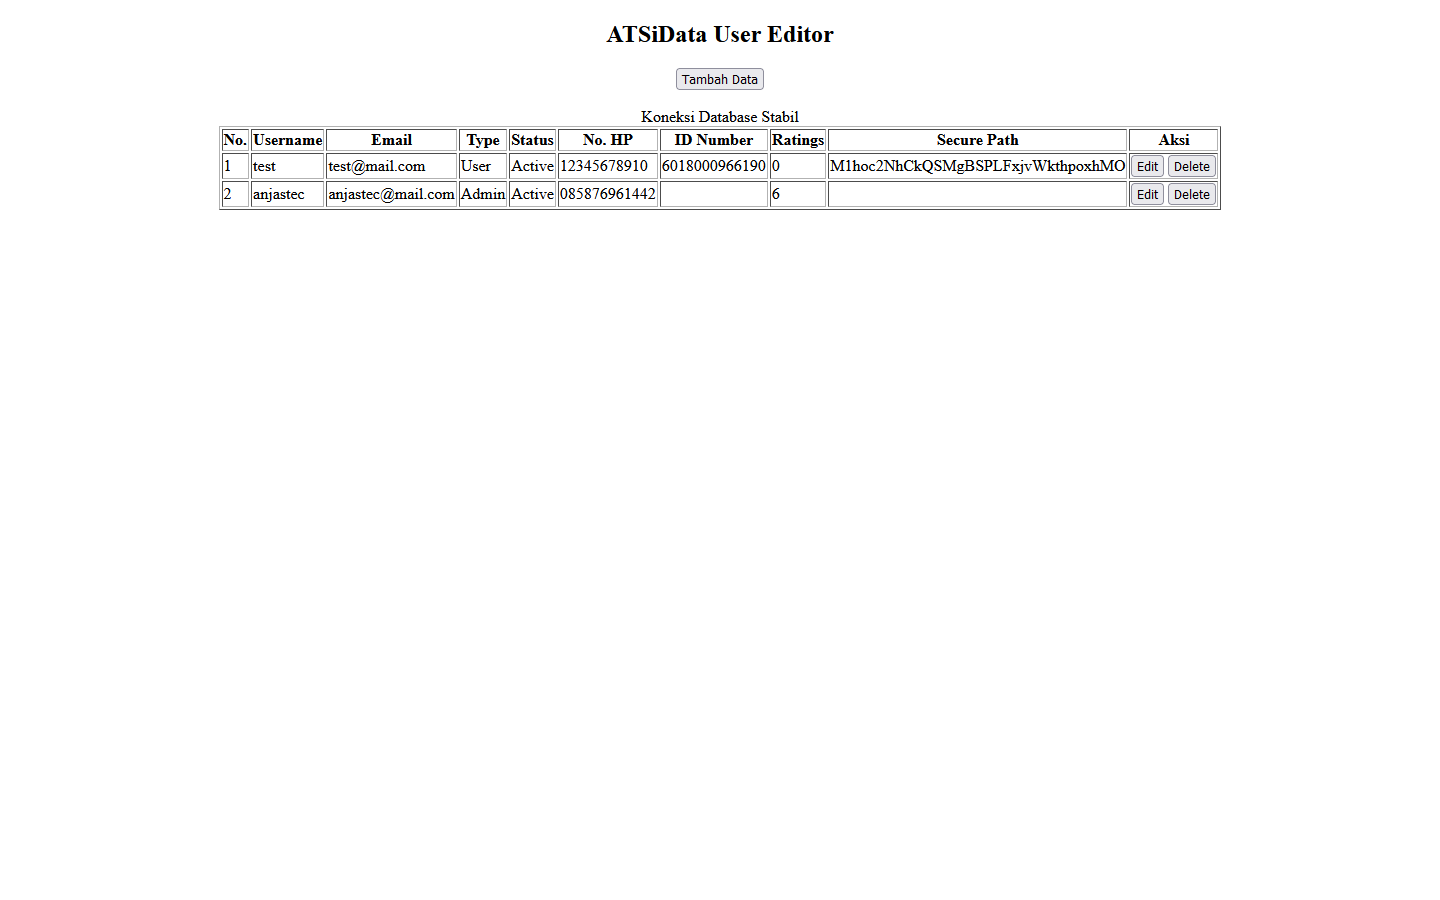 ATSiData User Editor
Tambah Data
Koneksi Database Stabil
No. Username Email Type Status No. HP ID Number Ratings Secure Path Aksi
1 test test@mail.com User Active 12345678910 6018000966190 0 M1hoc2NhCkQSMgBSPLFxjvWkthpoxhMO Edit Delete
2 anjastec anjastec@mail.com Admin Active 085876961442 6 Edit Delete